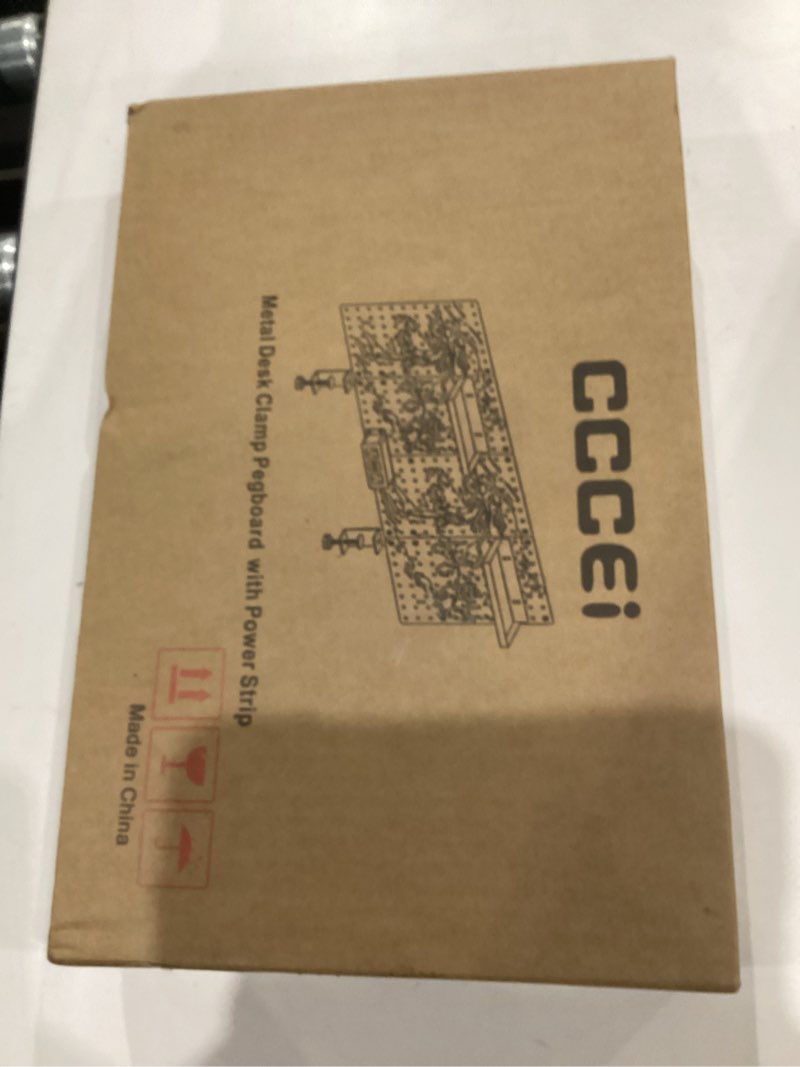 CCCEi
Metal Desk Clamp Pegboard with Power Strip
Made in China